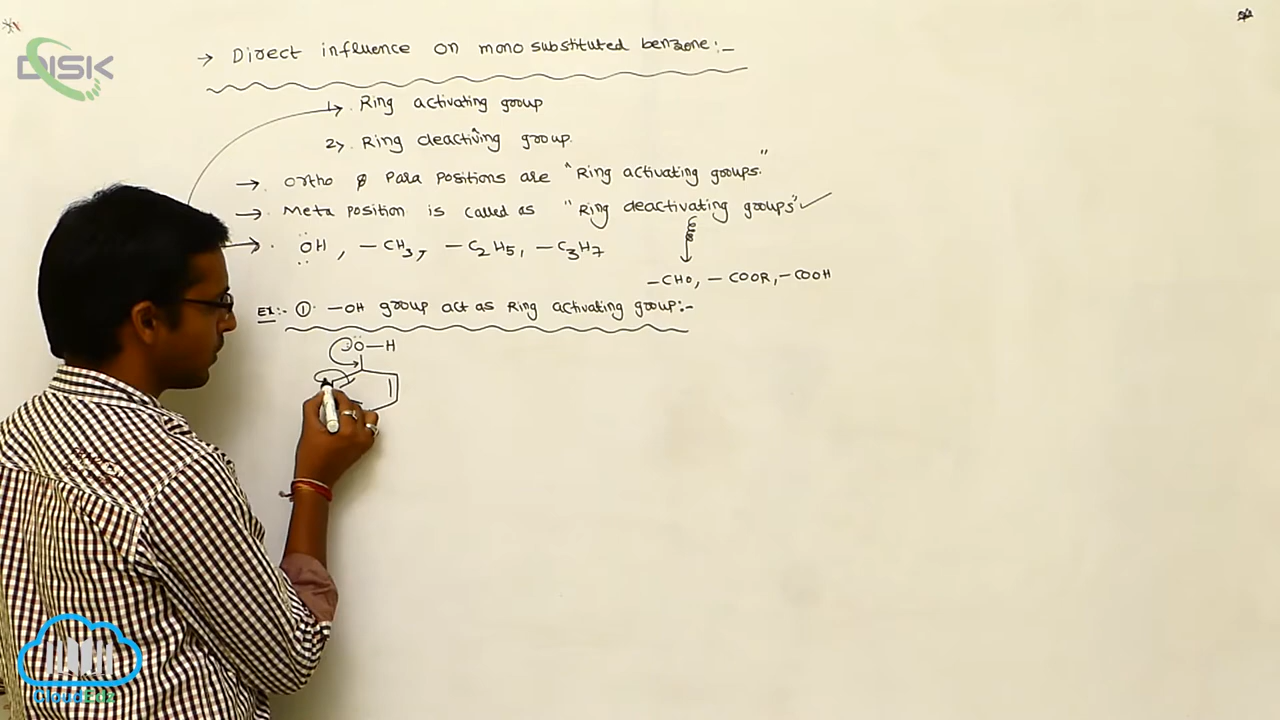 DISK
→ Direct influence on mono substituted benzene:-
1> Ring activating group
2> Ring deactiving group.
→ Ortho & Para positions are "Ring activating groups."
→ Meta position is called as "Ring deactivating groups" ✓
→ OH, -CH3, -C2H5, -C3H7
-CHO, -COOR, -COOH
Ex:- ①. -OH group act as Ring activating group:-
O-H
CloudEdz